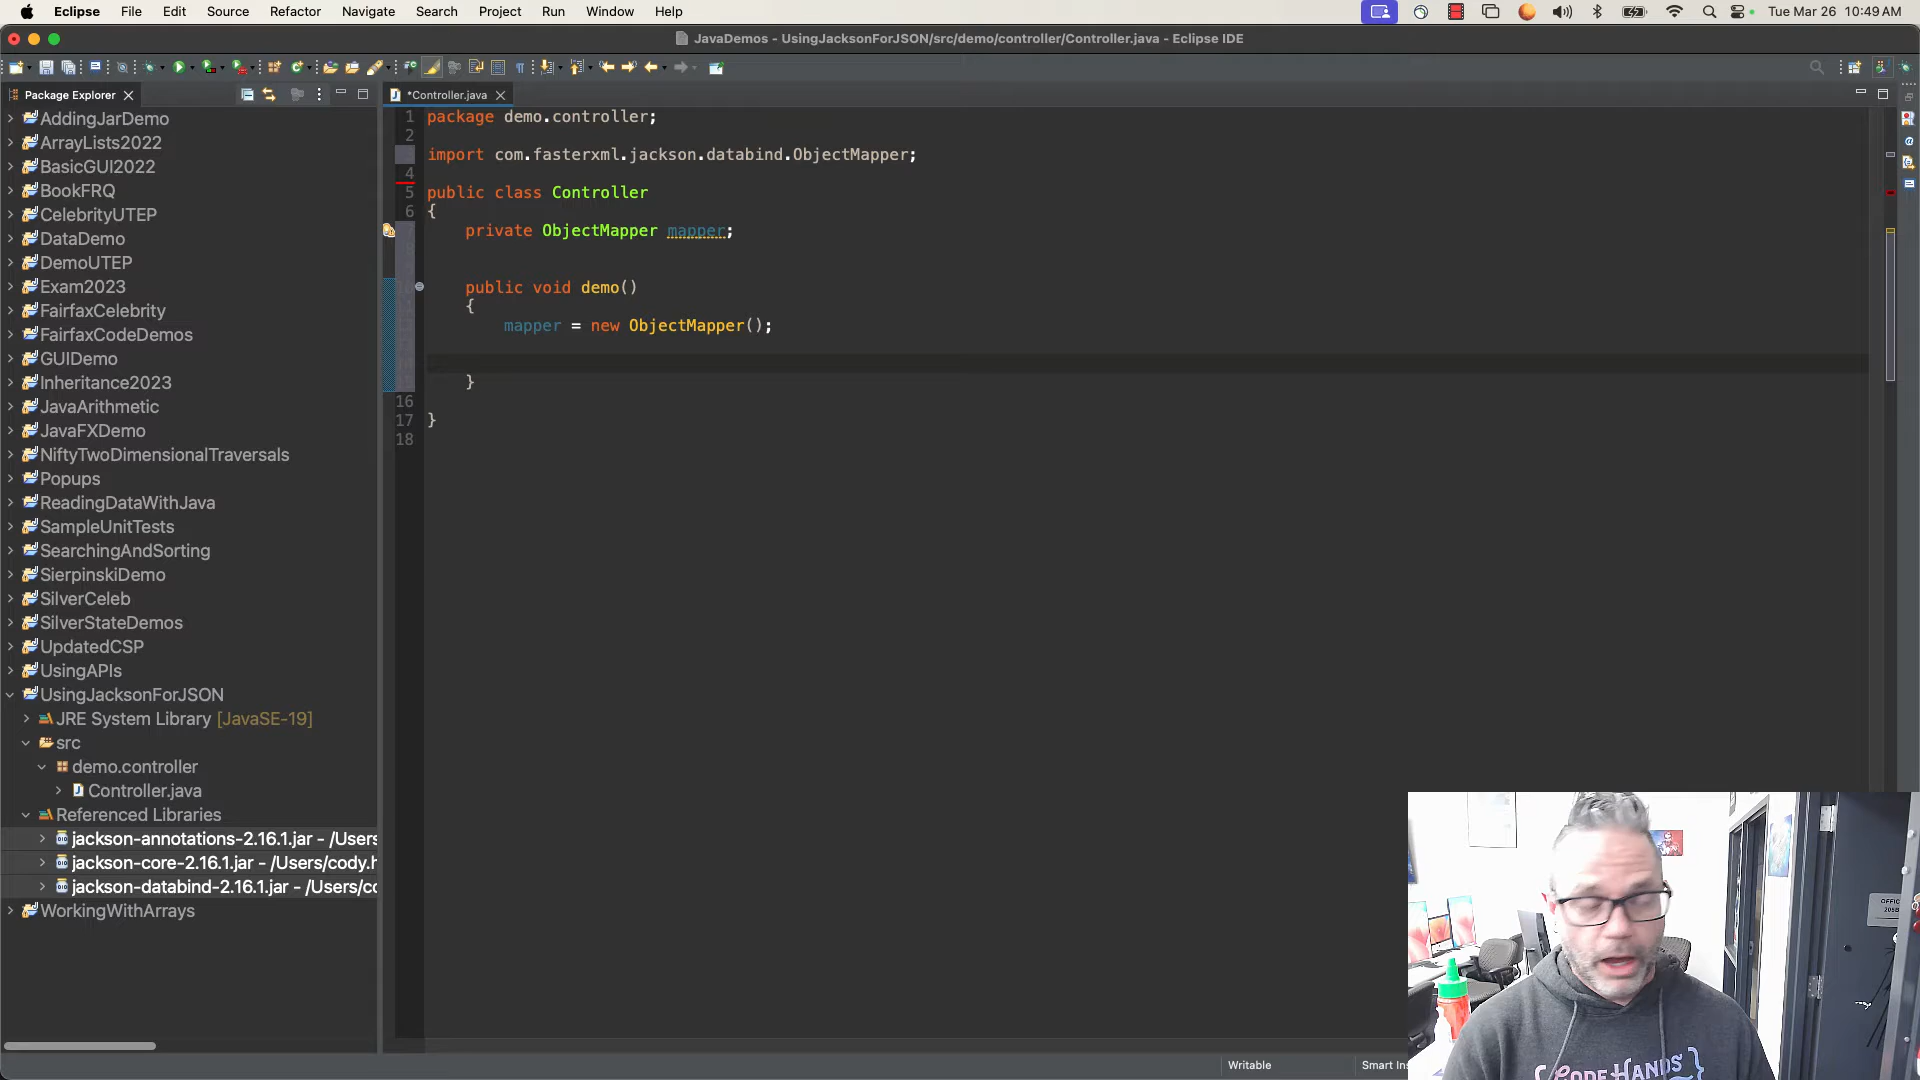 Eclipse File Edit Source Refactor Navigate Search Project Run Window Help Tue Mar 26 10:49 AM
JavaDemos - UsingJacksonForJSON/src/demo/controller/Controller.java - Eclipse IDE
Package Explorer
*Controller.java
AddingJarDemo
ArrayLists2022
BasicGUI2022
BookFRQ
CelebrityUTEP
DataDemo
DemoUTEP
Exam2023
FairfaxCelebrity
FairfaxCodeDemos
GUIDemo
Inheritance2023
JavaArithmetic
JavaFXDemo
NiftyTwoDimensionalTraversals
Popups
ReadingDataWithJava
SampleUnitTests
SearchingAndSorting
SierpinskiDemo
SilverCeleb
SilverStateDemos
UpdatedCSP
UsingAPIs
UsingJacksonForJSON
JRE System Library [JavaSE-19]
src
demo.controller
Controller.java
Referenced Libraries
jackson-annotations-2.16.1.jar - /Users
jackson-core-2.16.1.jar - /Users/cody.h
jackson-databind-2.16.1.jar - /Users/co
WorkingWithArrays
1 package demo.controller;
2
import com.fasterxml.jackson.databind.ObjectMapper;
4
5 public class Controller
6 {
private ObjectMapper mapper;
public void demo()
{
mapper = new ObjectMapper();
}
16
17 }
18
Writable
Smart Ins
OFFIC
{CODE HANDS}